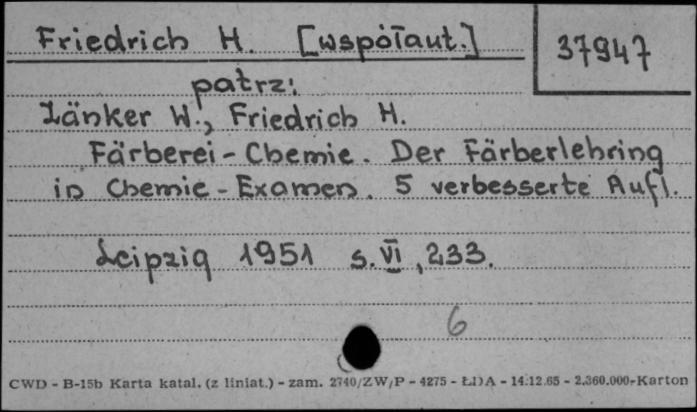 Friedrich H. [współaut.]
37947
patrz:
Zänker W., Friedrich H.
Färberei-Chemie. Der Färberlehring
in Chemie-Examen. 5 verbesserte Aufl.
Leipzig 1951 s. VI, 233.
6
CWD - B-15b Karta katal. (z liniat.) - zam. 2740/ZW/P - 4275 - ŁDA - 14.12.65 - 2.360.000-Karton